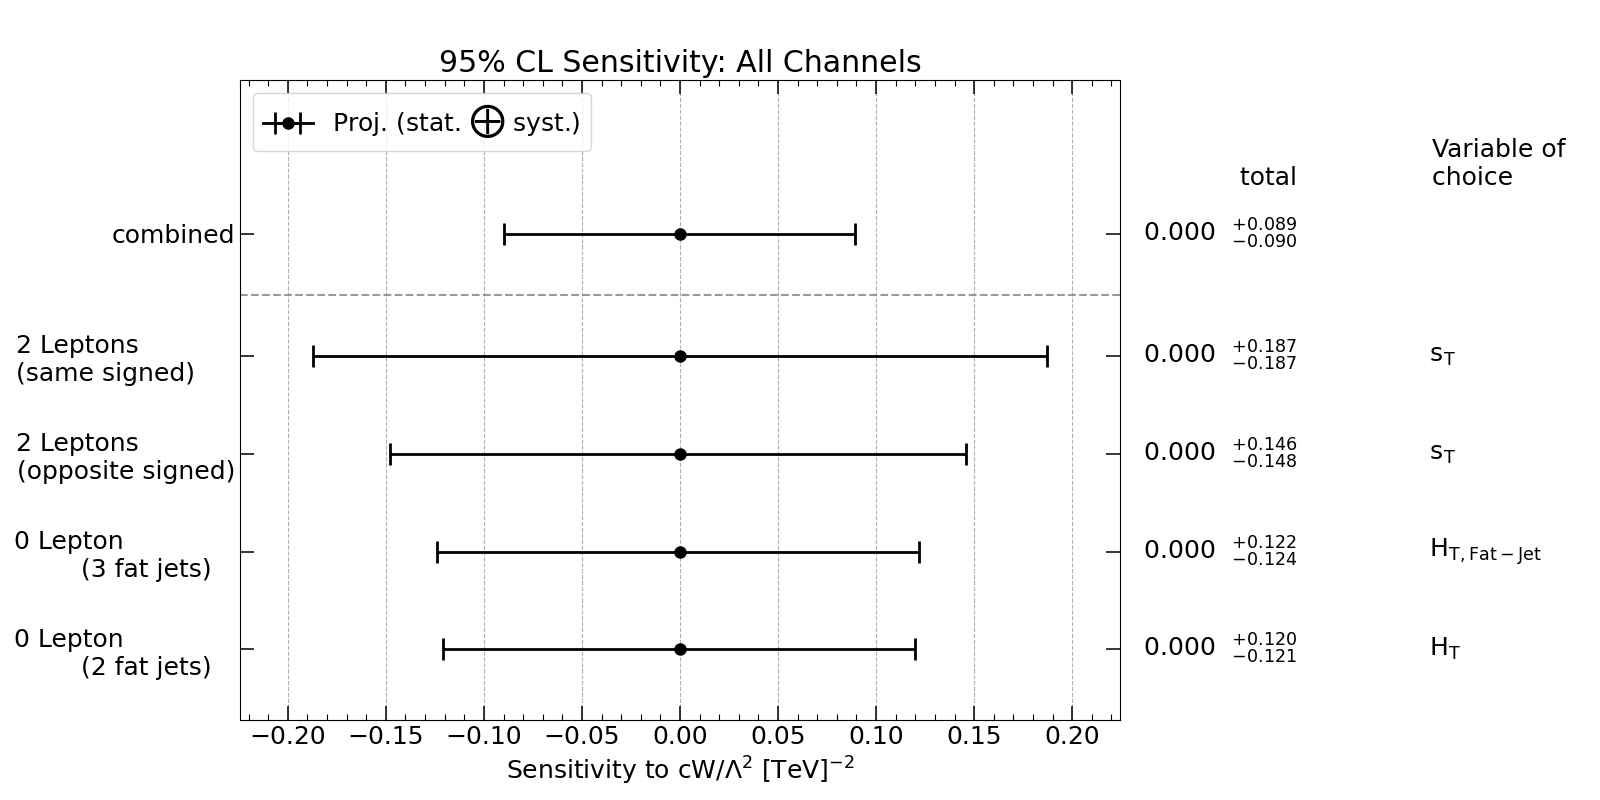 95% CL Sensitivity: All Channels
Proj. (stat. ⊕ syst.)
total
Variable of
choice
combined
0.000 +0.089 −0.090
2 Leptons
(same signed)
0.000 +0.187 −0.187
s_T
2 Leptons
(opposite signed)
0.000 +0.146 −0.148
s_T
0 Lepton
(3 fat jets)
0.000 +0.122 −0.124
H_T, Fat−Jet
0 Lepton
(2 fat jets)
0.000 +0.120 −0.121
H_T
−0.20 −0.15 −0.10 −0.05 0.00 0.05 0.10 0.15 0.20
Sensitivity to cW/Λ² [TeV]⁻²